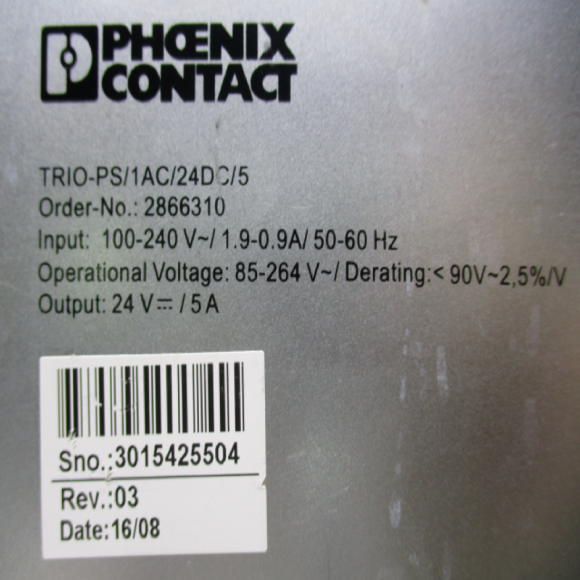 PHŒNIX
CONTACT
TRIO-PS/1AC/24DC/5
Order-No.: 2866310
Input: 100-240 V~/ 1.9-0.9A/ 50-60 Hz
Operational Voltage: 85-264 V~/ Derating:< 90V~2,5%/V
Output: 24 V⎓ / 5 A
Sno.:3015425504
Rev.:03
Date:16/08